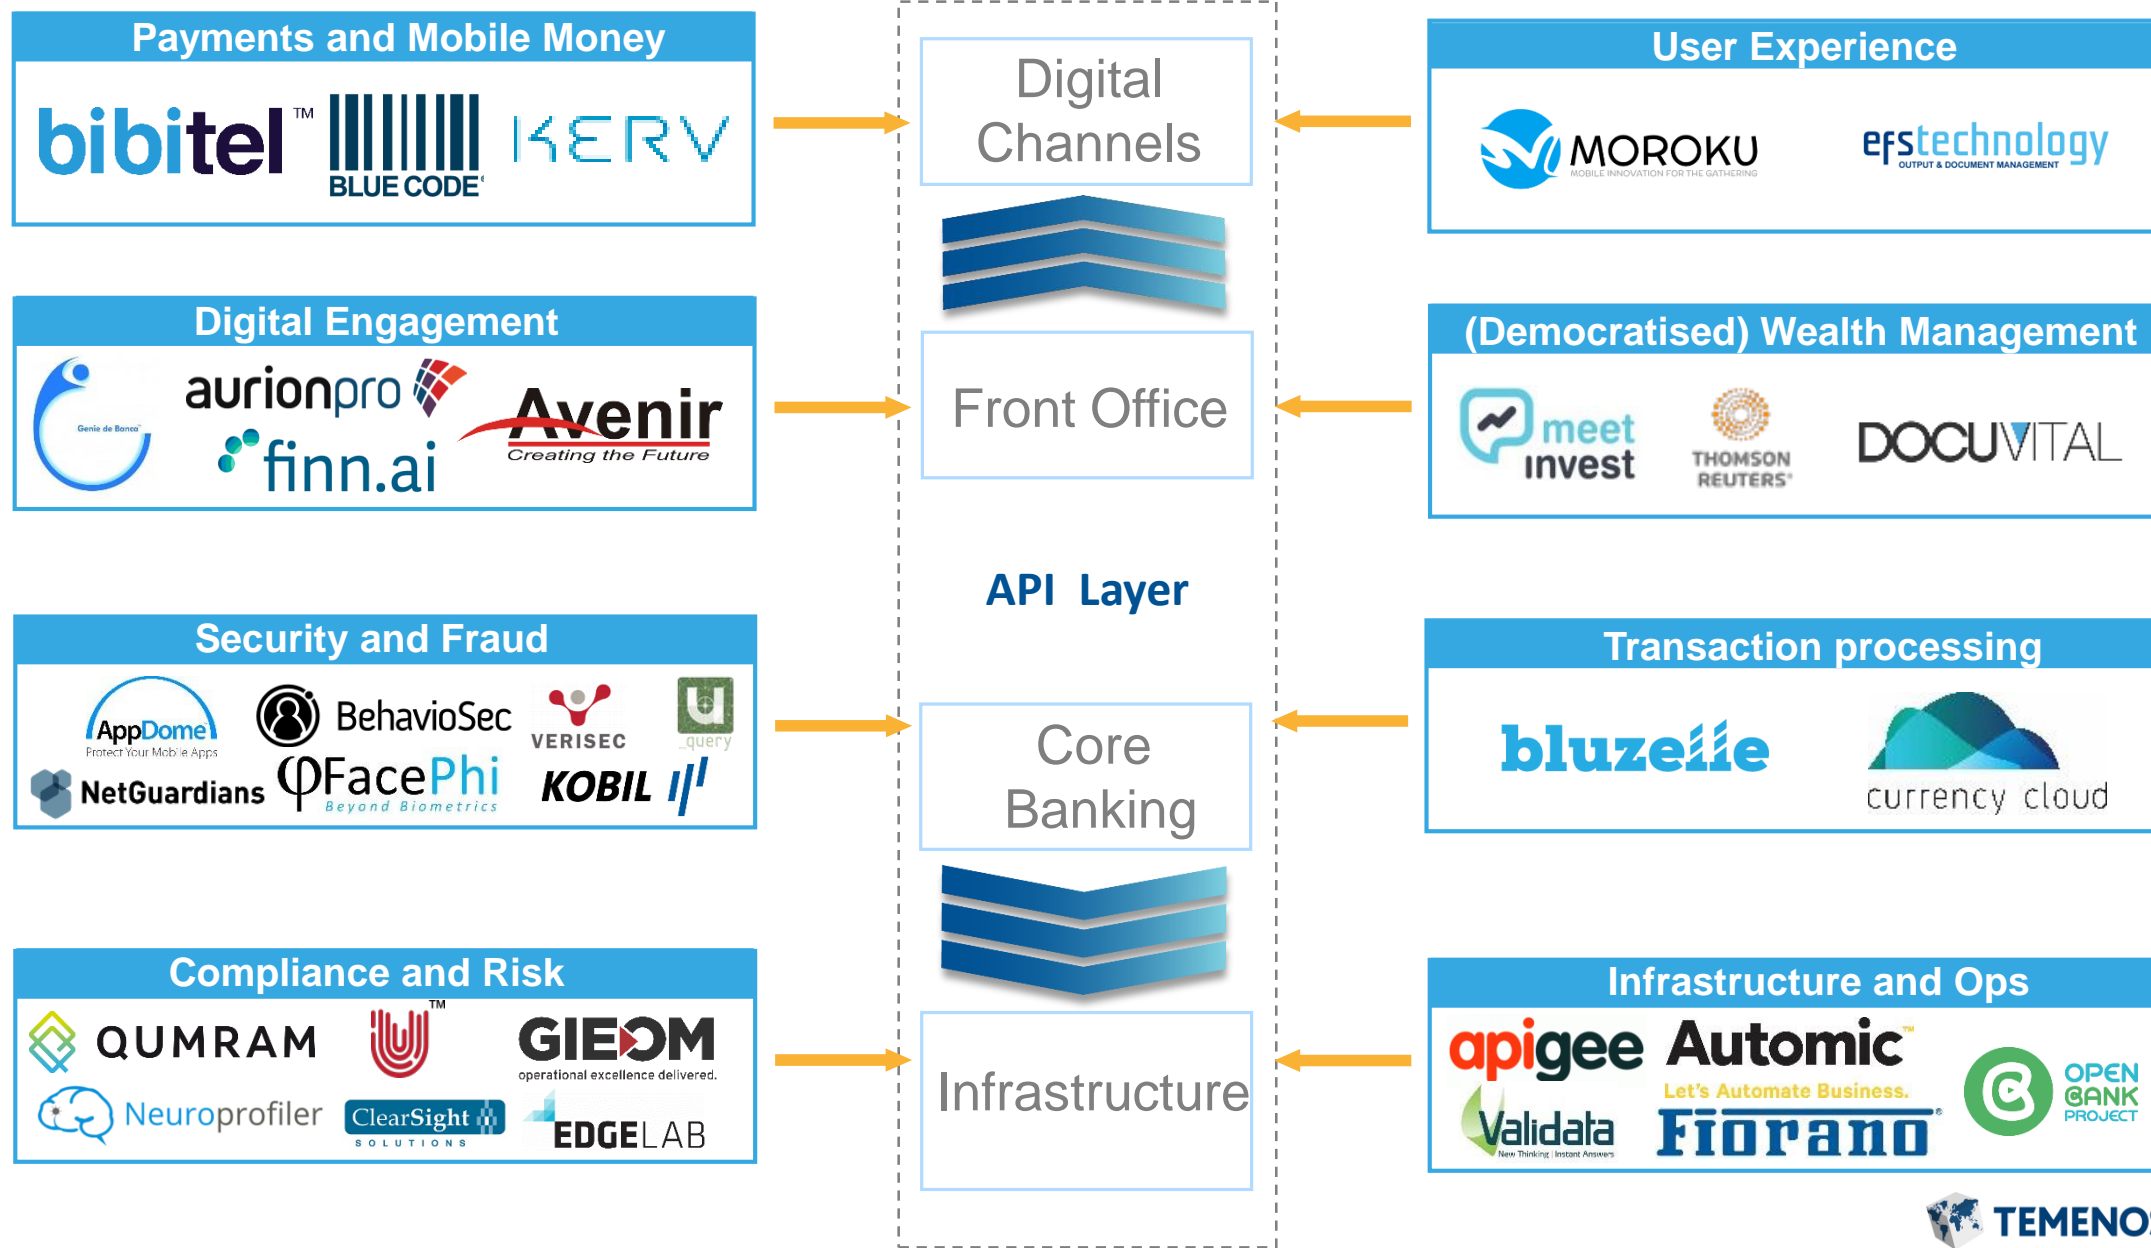 Payments and Mobile Money
bibitel™
BLUE CODE
KERV
Digital Engagement
Genie de Banca
aurionpro
finn.ai
Avenir
Creating the Future
Security and Fraud
AppDome
Protect Your Mobile Apps
BehavioSec
VERISEC
u
_query
NetGuardians
φFacePhi
Beyond Biometrics
KOBIL
Compliance and Risk
QUMRAM
TM
GIEOM
operational excellence delivered.
Neuroprofiler
ClearSight
SOLUTIONS
EDGELAB
Digital
Channels
Front Office
API Layer
Core
Banking
Infrastructure
User Experience
MOROKU
MOBILE INNOVATION FOR THE GATHERING
efstechnology
OUTPUT & DOCUMENT MANAGEMENT
(Democratised) Wealth Management
meet
invest
THOMSON
REUTERS
DOCUVITAL
Transaction processing
bluzelle
currency cloud
Infrastructure and Ops
apigee
Automic™
Let's Automate Business.
Validata
New Thinking | Instant Answers
Fiorano®
OPEN
BANK
PROJECT
TEMENOS